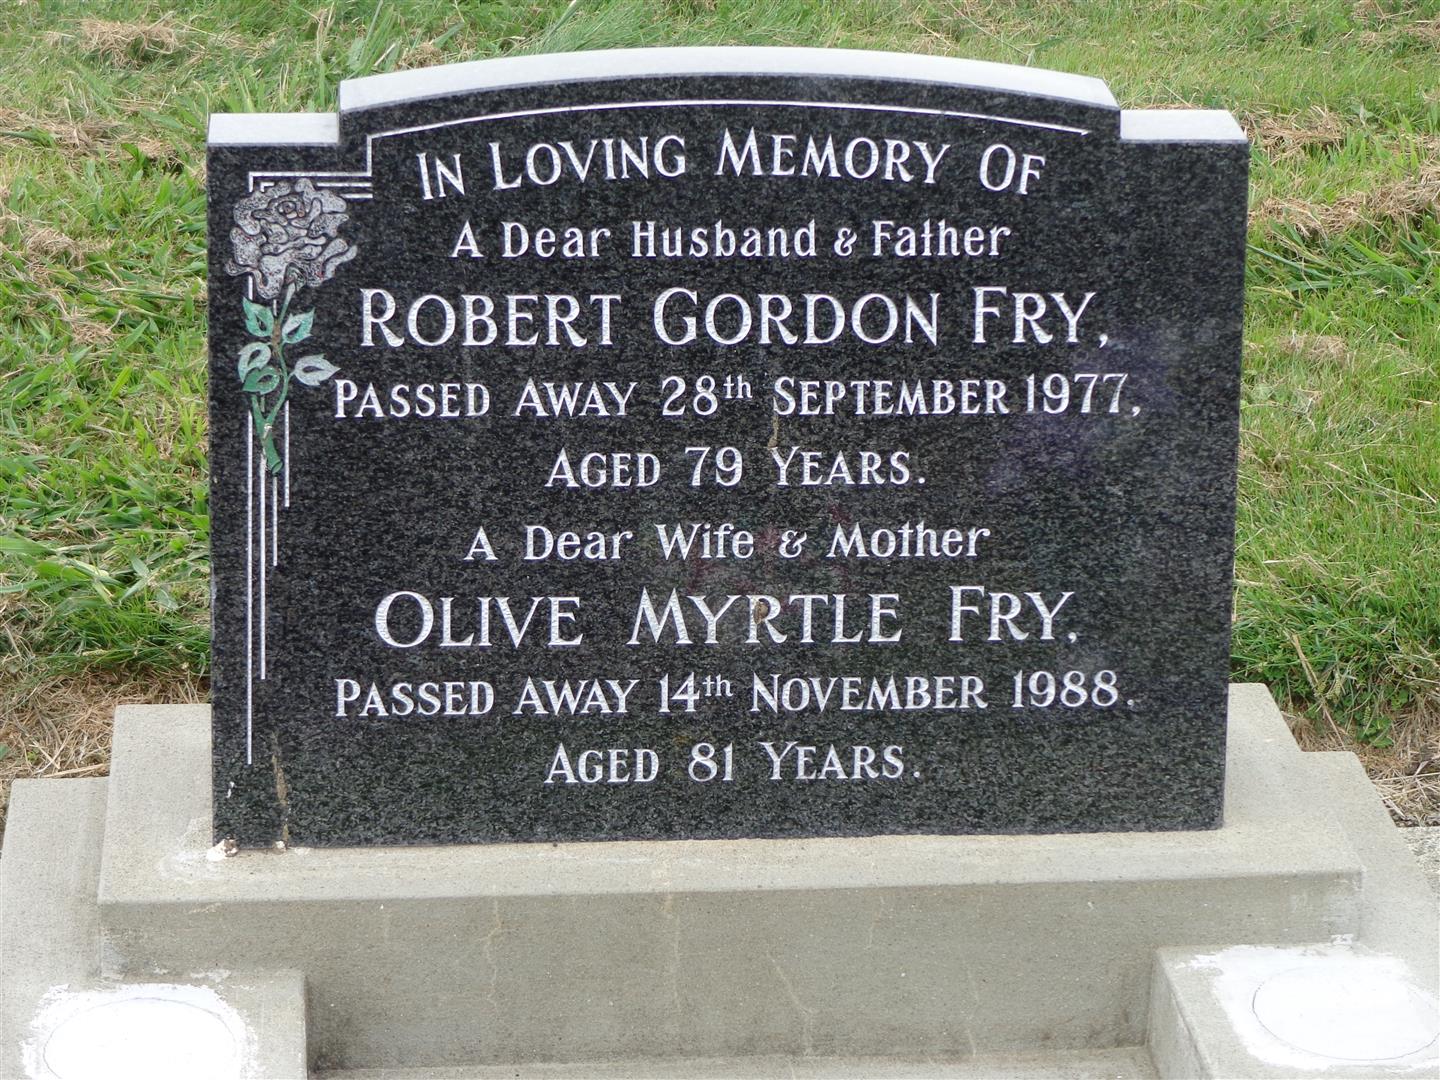 IN LOVING MEMORY OF
A Dear Husband & Father
ROBERT GORDON FRY,
PASSED AWAY 28th SEPTEMBER 1977,
AGED 79 YEARS.
A Dear Wife & Mother
OLIVE MYRTLE FRY,
PASSED AWAY 14th NOVEMBER 1988.
AGED 81 YEARS.